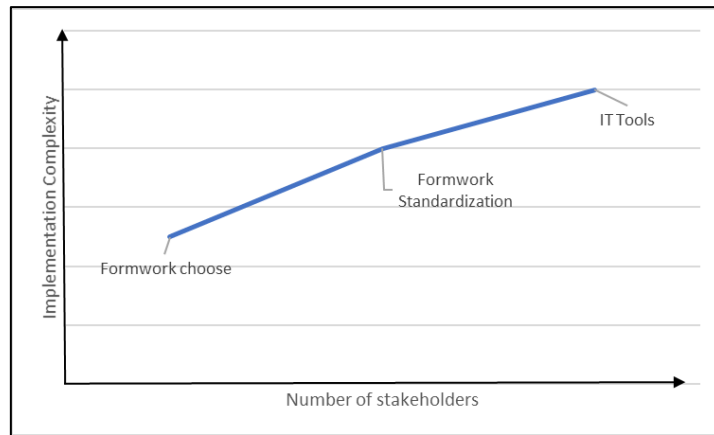 Implementation Complexity
IT Tools
Formwork
Standardization
Formwork choose
Number of stakeholders